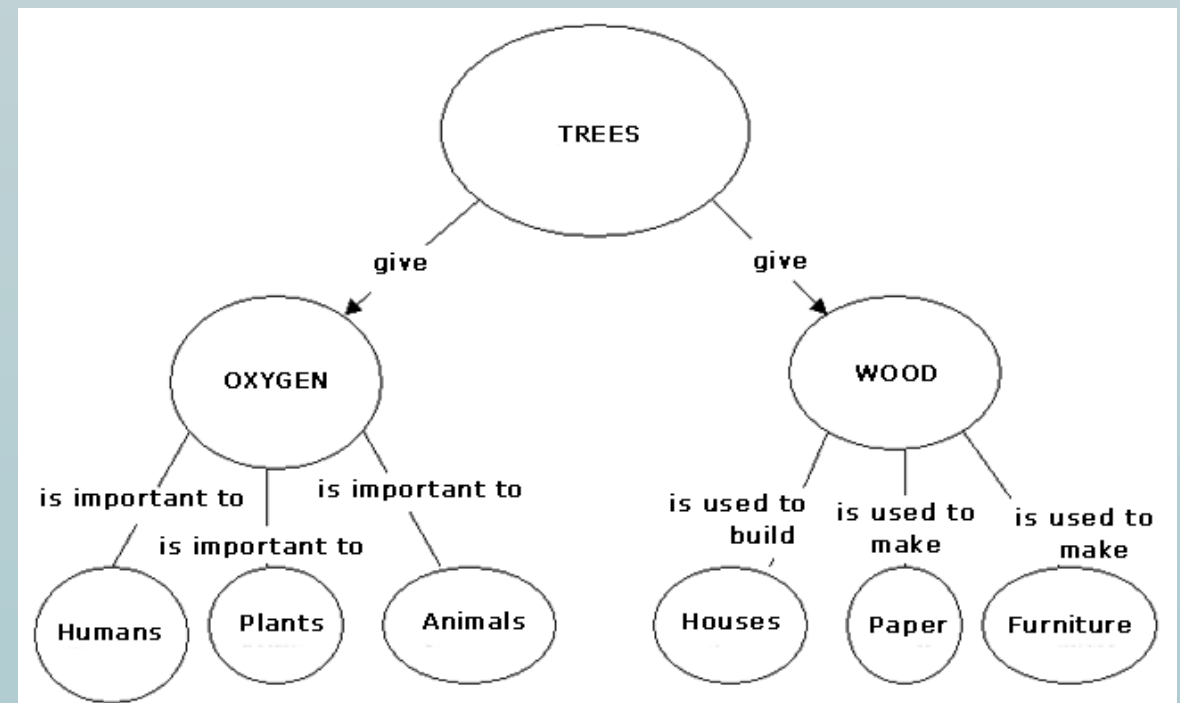 TREES
give
give
OXYGEN
WOOD
is important to
is important to
is important to
is used to
build
is used to
make
is used to
make
Humans
Plants
Animals
Houses
Paper
Furniture